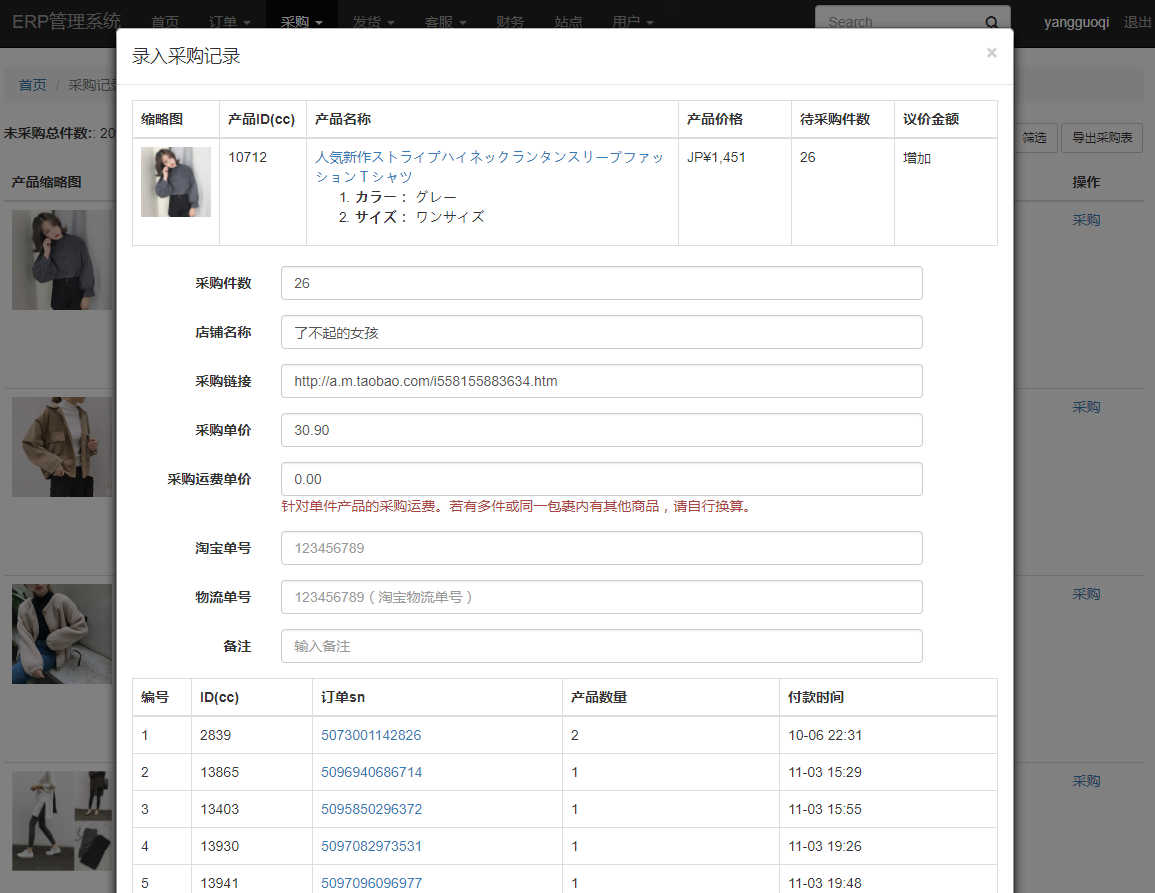 ERP管理系统 首页 订单 采购 发货 客服 财务 站点 用户 Search yangguoqi 退出
录入采购记录 ×
首页 / 采购记录
未采购总件数:: 20 筛选 导出采购表
产品缩略图 操作
采购
采购
采购
采购
缩略图 产品ID(cc) 产品名称 产品价格 待采购件数 议价金额
10712 人気新作ストライプハイネックランタンスリーブファッ JP¥1,451 26 增加
ションＴシャツ
1. カラー： グレー
2. サイズ： ワンサイズ
采购件数 26
店铺名称 了不起的女孩
采购链接 http://a.m.taobao.com/i558155883634.htm
采购单价 30.90
采购运费单价 0.00
针对单件产品的采购运费。若有多件或同一包裹内有其他商品，请自行换算。
淘宝单号 123456789
物流单号 123456789（淘宝物流单号）
备注 输入备注
编号 ID(cc) 订单sn 产品数量 付款时间
1 2839 5073001142826 2 10-06 22:31
2 13865 5096940686714 1 11-03 15:29
3 13403 5095850296372 1 11-03 15:55
4 13930 5097082973531 1 11-03 19:26
5 13941 5097096096977 1 11-03 19:48